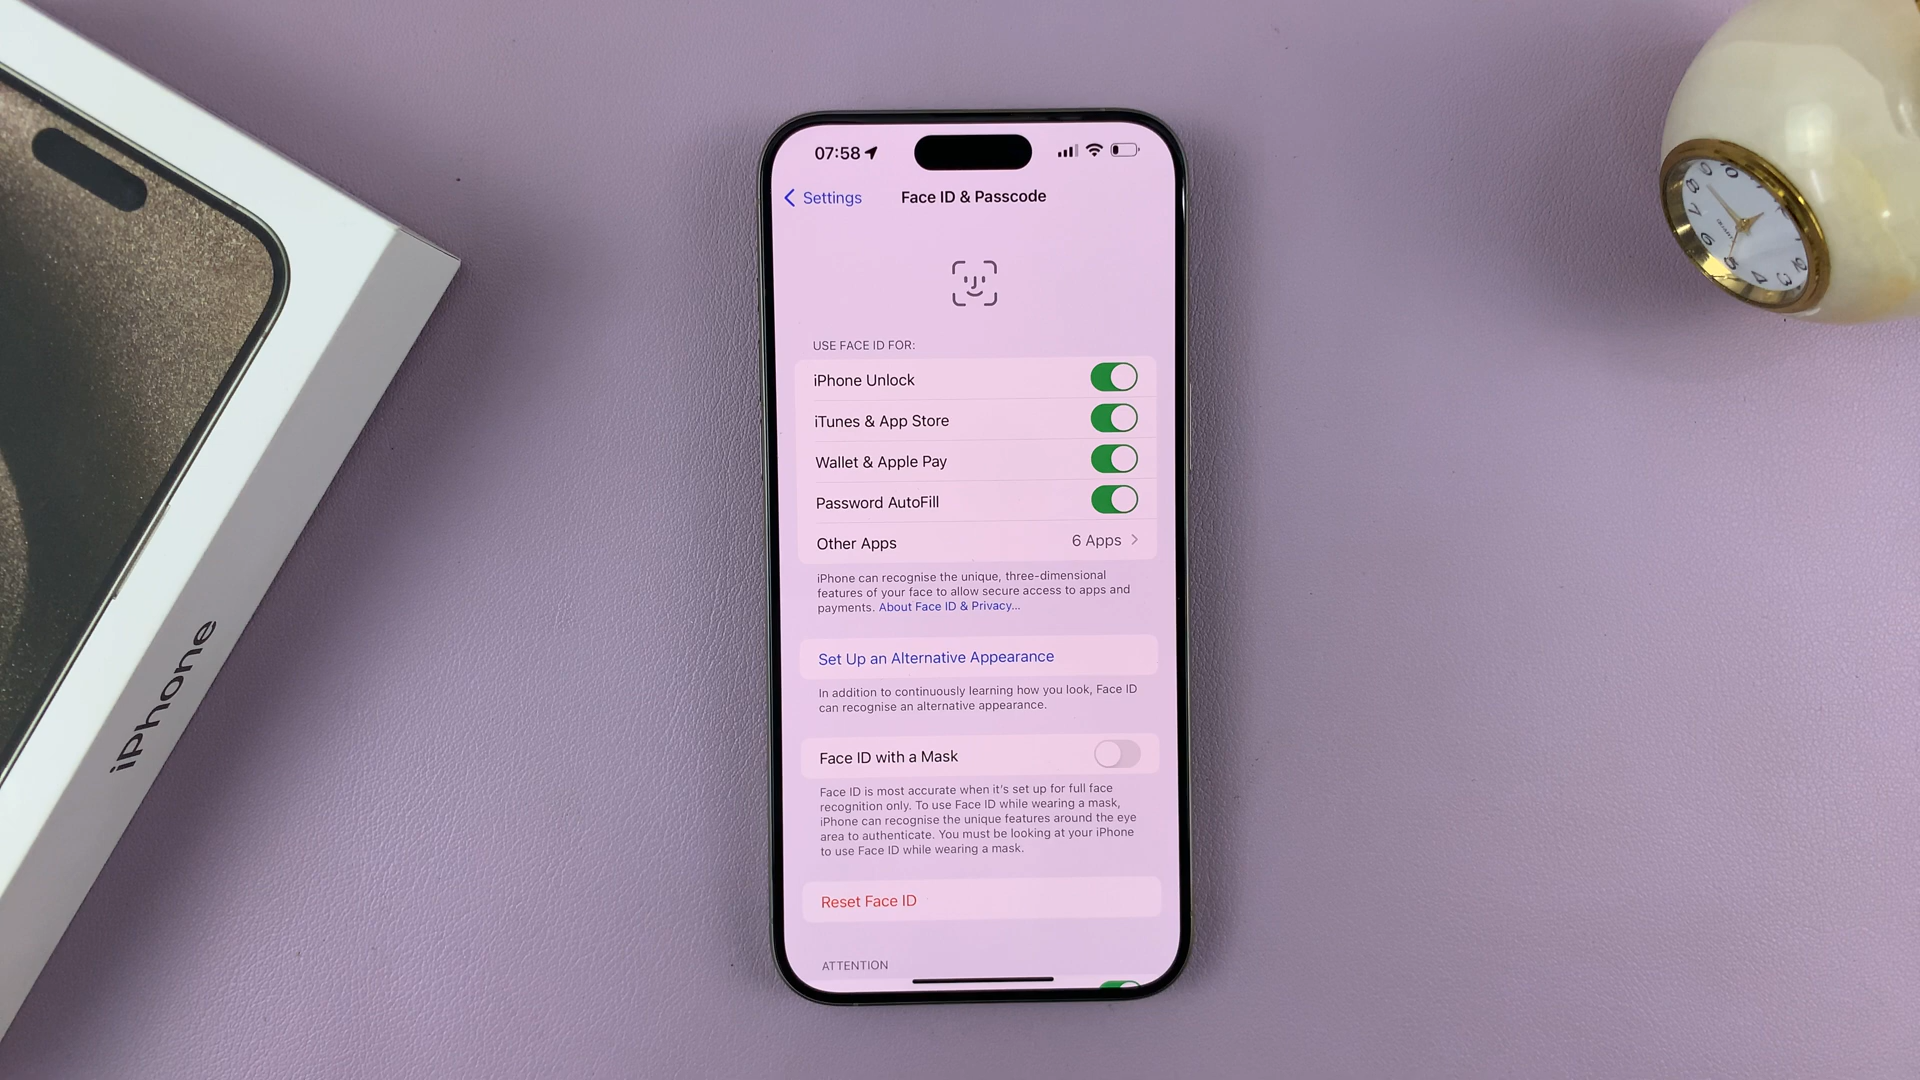 07:58
Settings
Face ID & Passcode
USE FACE ID FOR:
iPhone Unlock
iTunes & App Store
Wallet & Apple Pay
Password AutoFill
Other Apps 6 Apps
iPhone can recognise the unique, three-dimensional
features of your face to allow secure access to apps and
payments. About Face ID & Privacy...
Set Up an Alternative Appearance
In addition to continuously learning how you look, Face ID
can recognise an alternative appearance.
Face ID with a Mask
Face ID is most accurate when it's set up for full face
recognition only. To use Face ID while wearing a mask,
iPhone can recognise the unique features around the eye
area to authenticate. You must be looking at your iPhone
to use Face ID while wearing a mask.
Reset Face ID
ATTENTION
iPhone